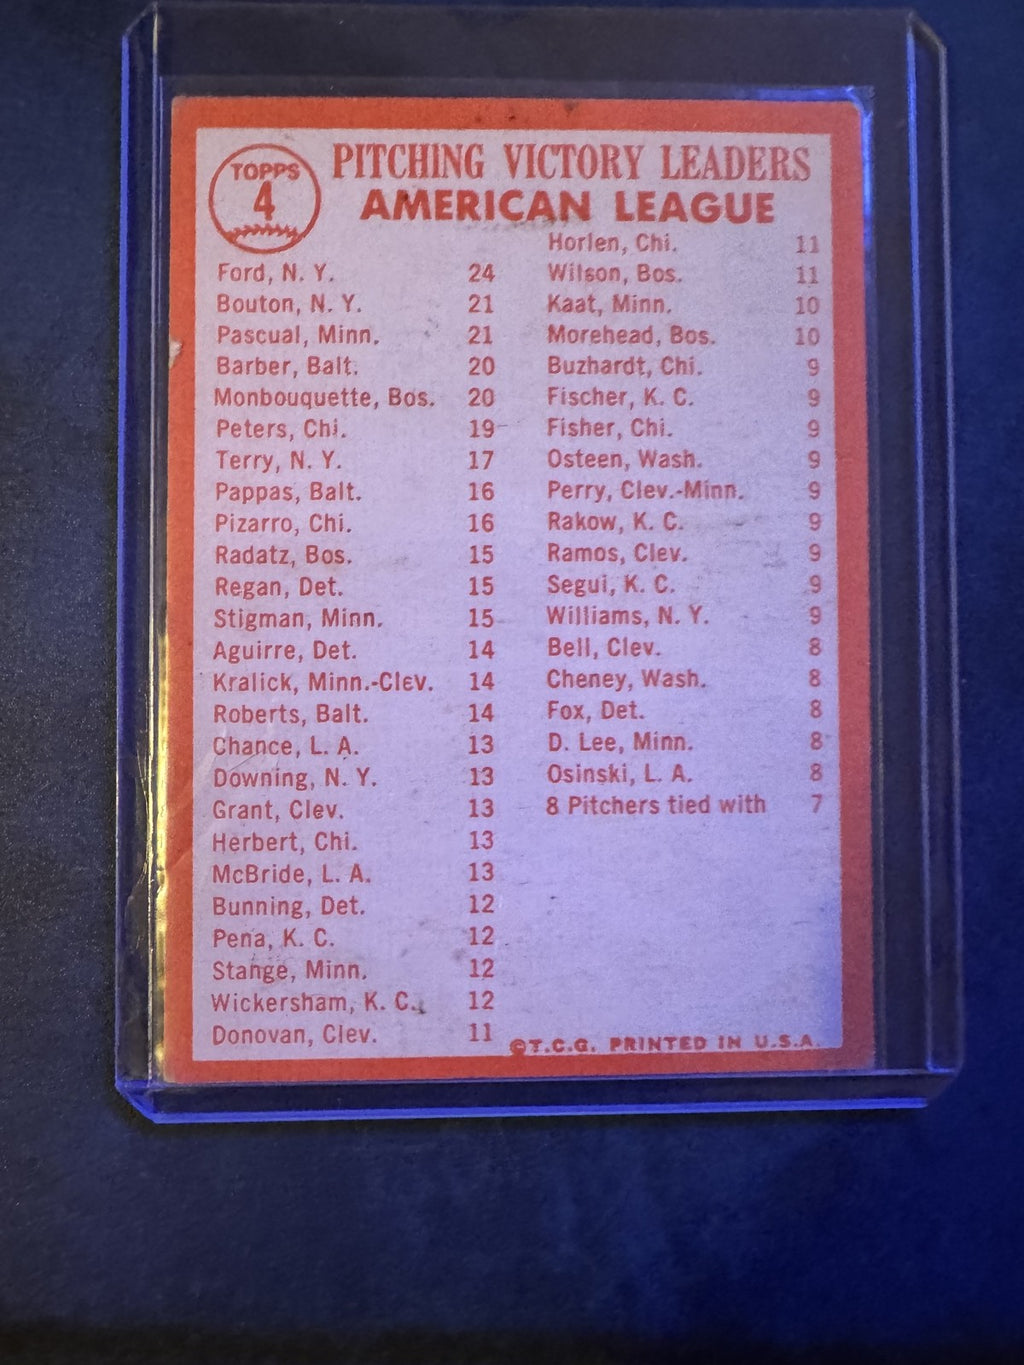 TOPPS
4
PITCHING VICTORY LEADERS
AMERICAN LEAGUE
Ford, N. Y. 24
Bouton, N. Y. 21
Pascual, Minn. 21
Barber, Balt. 20
Monbouquette, Bos. 20
Peters, Chi. 19
Terry, N. Y. 17
Pappas, Balt. 16
Pizarro, Chi. 16
Radatz, Bos. 15
Regan, Det. 15
Stigman, Minn. 15
Aguirre, Det. 14
Kralick, Minn.-Clev. 14
Roberts, Balt. 14
Chance, L. A. 13
Downing, N. Y. 13
Grant, Clev. 13
Herbert, Chi. 13
McBride, L. A. 13
Bunning, Det. 12
Pena, K. C. 12
Stange, Minn. 12
Wickersham, K. C. 12
Donovan, Clev. 11
Horlen, Chi. 11
Wilson, Bos. 11
Kaat, Minn. 10
Morehead, Bos. 10
Buzhardt, Chi. 9
Fischer, K. C. 9
Fisher, Chi. 9
Osteen, Wash. 9
Perry, Clev.-Minn. 9
Rakow, K. C. 9
Ramos, Clev. 9
Segui, K. C. 9
Williams, N. Y. 9
Bell, Clev. 8
Cheney, Wash. 8
Fox, Det. 8
D. Lee, Minn. 8
Osinski, L. A. 8
8 Pitchers tied with 7
©T.C.G. PRINTED IN U.S.A.